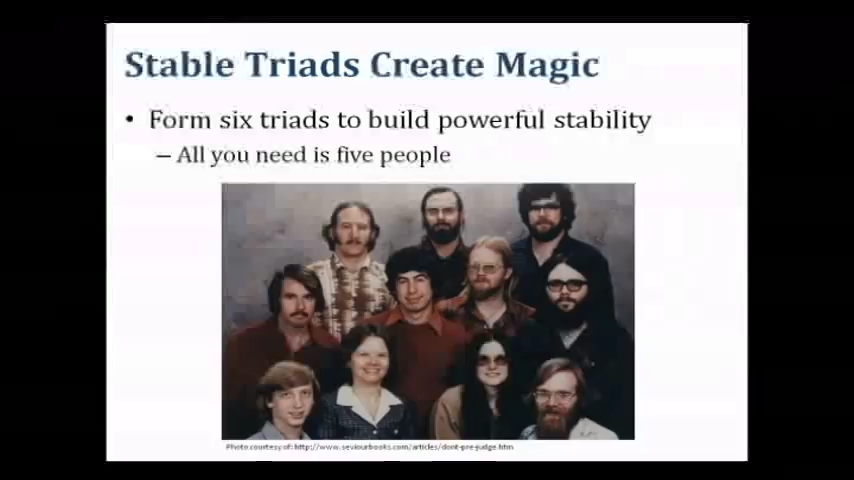 Stable Triads Create Magic
• Form six triads to build powerful stability
– All you need is five people
Photo courtesy of: http://www.seviourbooks.com/articles/dont-pre-judge.htm